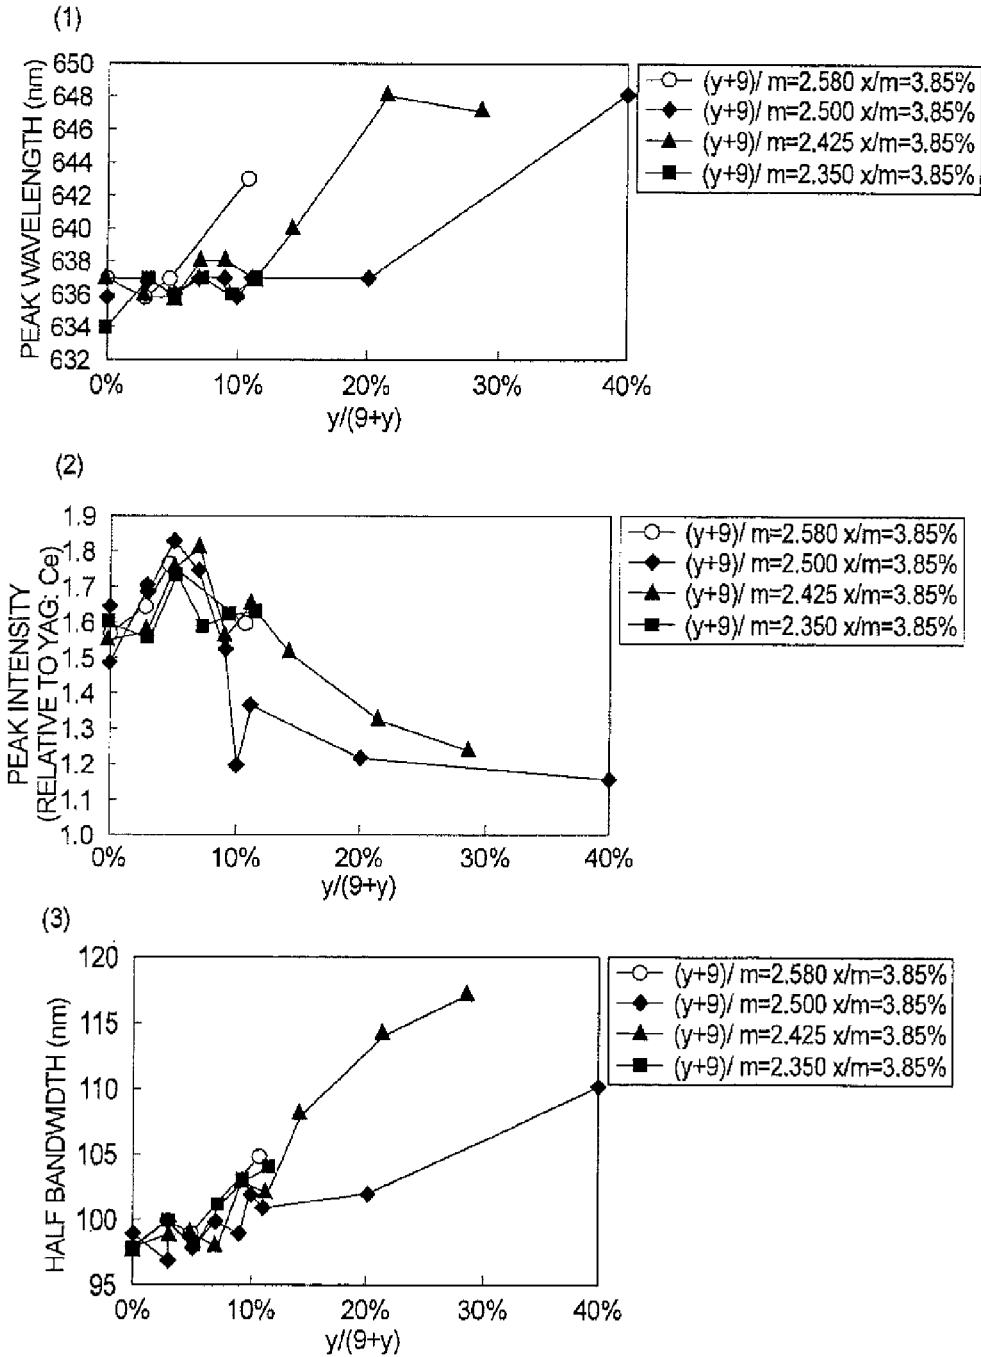 (1)
PEAK WAVELENGTH (nm)
650
648
646
644
642
640
638
636
634
632
0%
10%
20%
30%
40%
y/(9+y)
(y+9)/ m=2.580 x/m=3.85%
(y+9)/ m=2.500 x/m=3.85%
(y+9)/ m=2.425 x/m=3.85%
(y+9)/ m=2.350 x/m=3.85%
(2)
PEAK INTENSITY
(RELATIVE TO YAG: Ce)
1.9
1.8
1.7
1.6
1.5
1.4
1.3
1.2
1.1
1.0
0%
10%
20%
30%
40%
y/(9+y)
(y+9)/ m=2.580 x/m=3.85%
(y+9)/ m=2.500 x/m=3.85%
(y+9)/ m=2.425 x/m=3.85%
(y+9)/ m=2.350 x/m=3.85%
(3)
HALF BANDWIDTH (nm)
120
115
110
105
100
95
0%
10%
20%
30%
40%
y/(9+y)
(y+9)/ m=2.580 x/m=3.85%
(y+9)/ m=2.500 x/m=3.85%
(y+9)/ m=2.425 x/m=3.85%
(y+9)/ m=2.350 x/m=3.85%